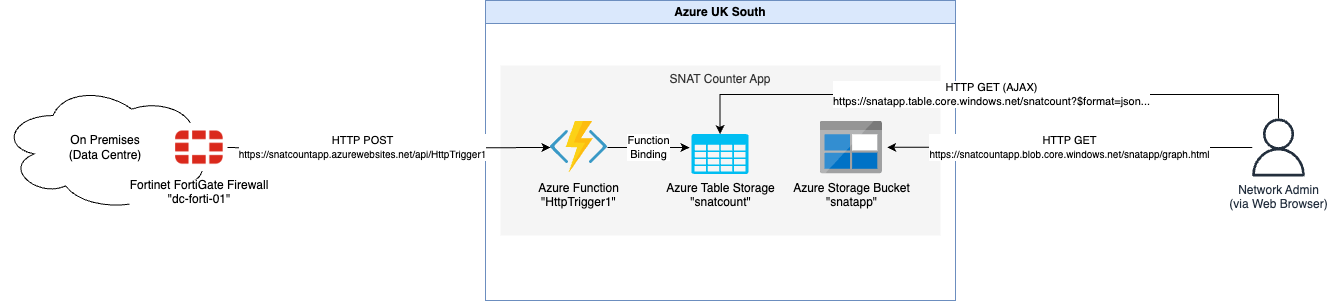 Azure UK South
SNAT Counter App
HTTP GET (AJAX)
https://snatapp.table.core.windows.net/snatcount?$format=json...
On Premises
(Data Centre)
HTTP POST
https://snatcountapp.azurewebsites.net/api/HttpTrigger1
Function
Binding
HTTP GET
https://snatcountapp.blob.core.windows.net/snatapp/graph.html
Fortinet FortiGate Firewall
"dc-forti-01"
Azure Function
"HttpTrigger1"
Azure Table Storage
"snatcount"
Azure Storage Bucket
"snatapp"
Network Admin
(via Web Browser)